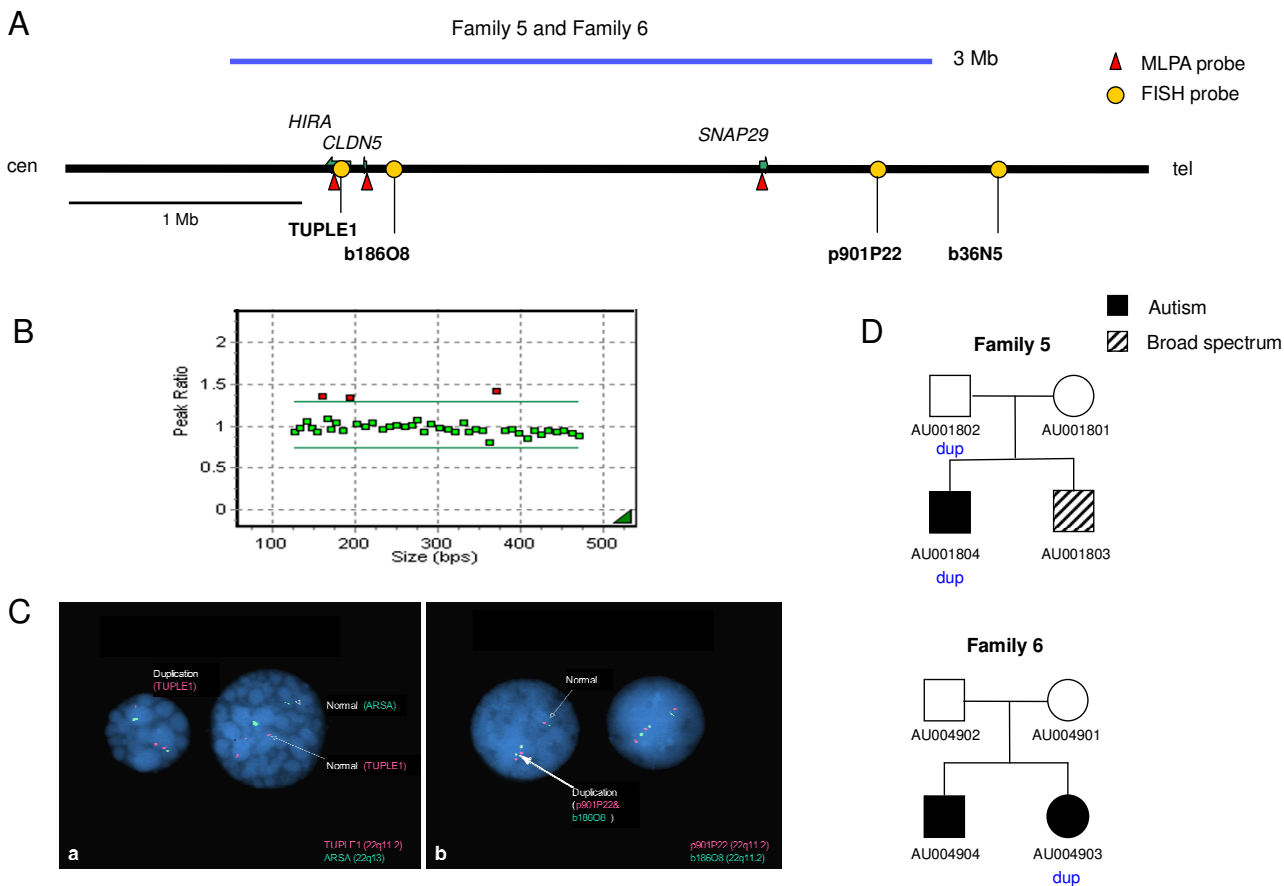 A
Family 5 and Family 6
3 Mb
MLPA probe
FISH probe
HIRA
CLDN5
SNAP29
cen
tel
1 Mb
TUPLE1
b186O8
p901P22
b36N5
B
Peak Ratio
2
1.5
1
0.5
0
100
200
300
400
500
Size (bps)
C
Duplication
(TUPLE1)
Normal (ARSA)
Normal (TUPLE1)
TUPLE1 (22q11.2)
ARSA (22q13)
a
Normal
Duplication
(p901P22&
b186O8 )
p901P22 (22q11.2)
b186O8 (22q11.2)
b
D
Autism
Broad spectrum
Family 5
AU001802
AU001801
dup
AU001804
AU001803
dup
Family 6
AU004902
AU004901
AU004904
AU004903
dup